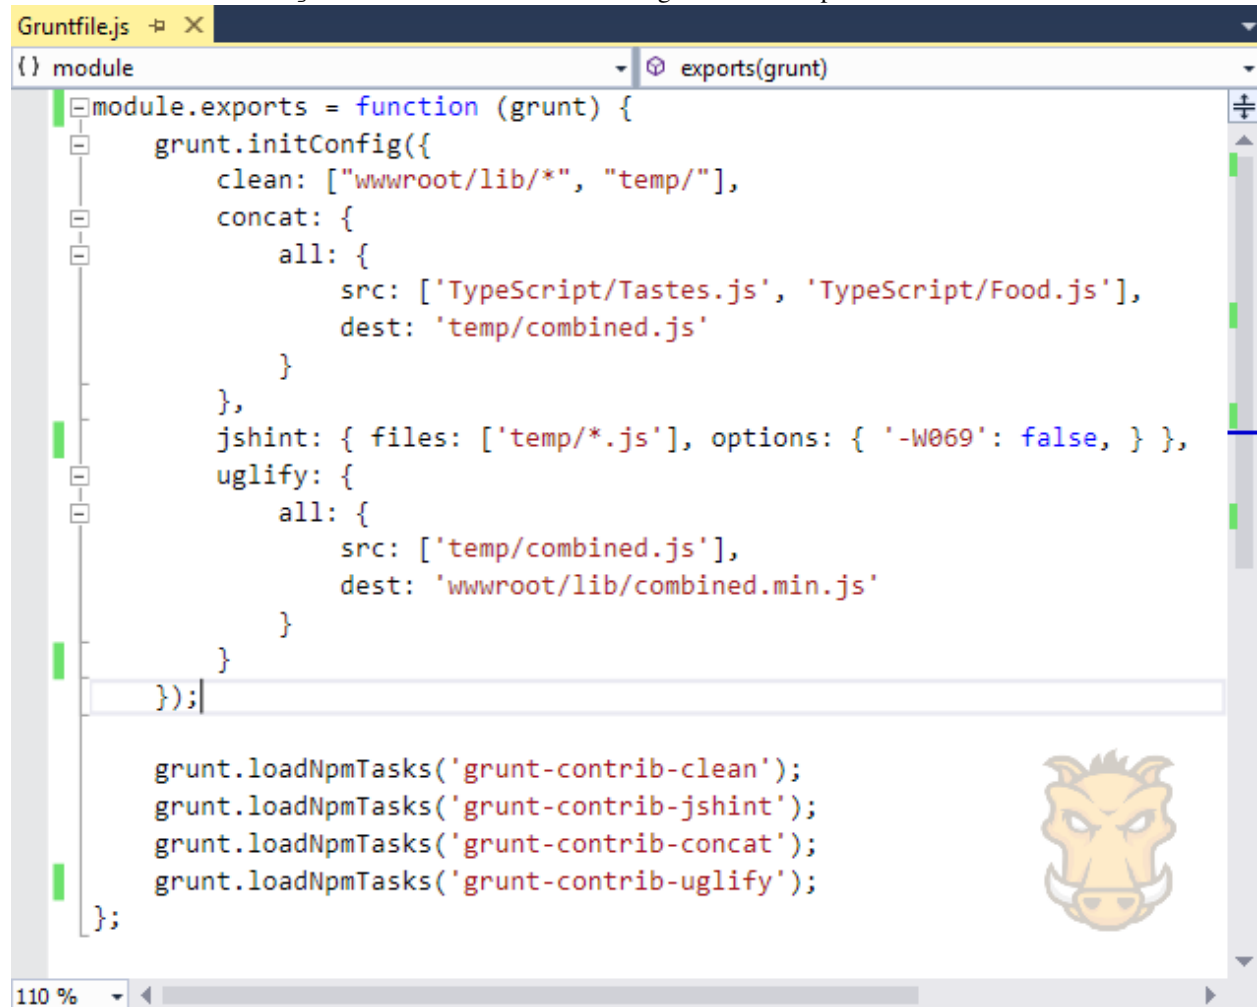 Gruntfile.js
{} module exports(grunt)
module.exports = function (grunt) {
    grunt.initConfig({
        clean: ["wwwroot/lib/*", "temp/"],
        concat: {
            all: {
                src: ['TypeScript/Tastes.js', 'TypeScript/Food.js'],
                dest: 'temp/combined.js'
            }
        },
        jshint: { files: ['temp/*.js'], options: { '-W069': false, } },
        uglify: {
            all: {
                src: ['temp/combined.js'],
                dest: 'wwwroot/lib/combined.min.js'
            }
        }
    });
    grunt.loadNpmTasks('grunt-contrib-clean');
    grunt.loadNpmTasks('grunt-contrib-jshint');
    grunt.loadNpmTasks('grunt-contrib-concat');
    grunt.loadNpmTasks('grunt-contrib-uglify');
};
110 %